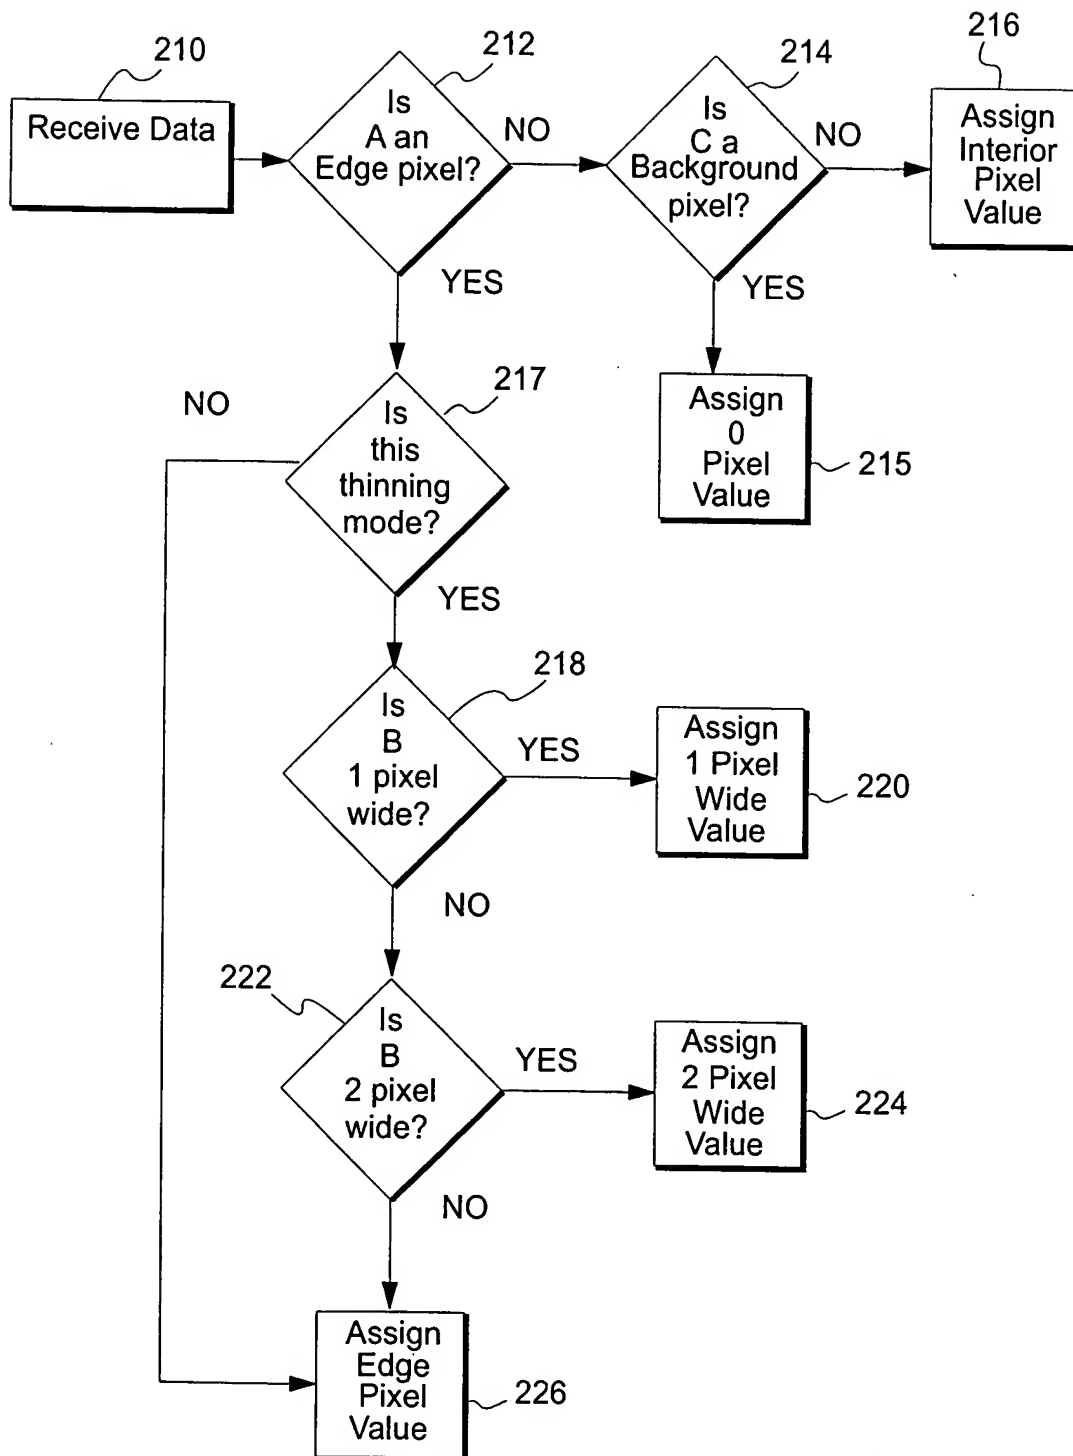 210
212
214
216
Receive Data
Is
A an
Edge pixel?
NO
Is
C a
Background
pixel?
NO
Assign
Interior
Pixel
Value
YES
YES
217
NO
Is
this
thinning
mode?
Assign
0
Pixel
Value
215
YES
218
Is
B
1 pixel
wide?
YES
Assign
1 Pixel
Wide
Value
220
NO
222
Is
B
2 pixel
wide?
YES
Assign
2 Pixel
Wide
Value
224
NO
Assign
Edge
Pixel
Value
226